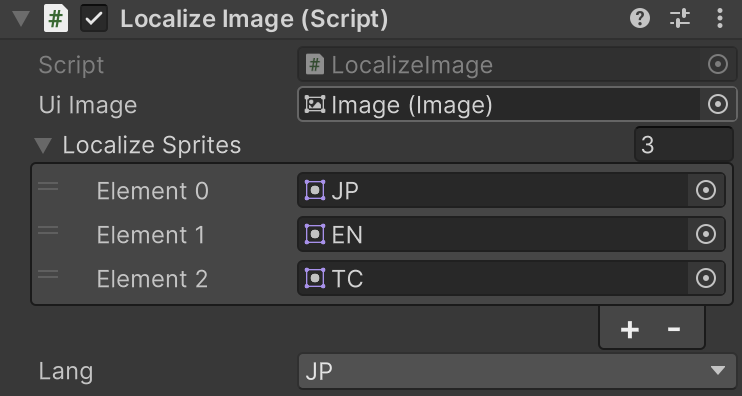 Localize Image (Script)
Script LocalizeImage
Ui Image Image (Image)
Localize Sprites 3
Element 0 JP
Element 1 EN
Element 2 TC
Lang JP